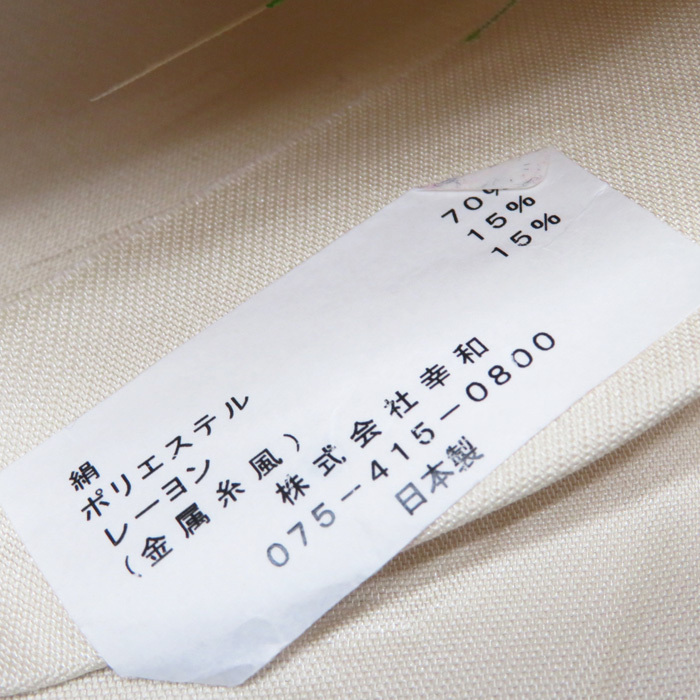 絹 70%
ポリエステル 15%
レーヨン 15%
(金属糸風)
株式会社幸和
075-415-0800
日本製